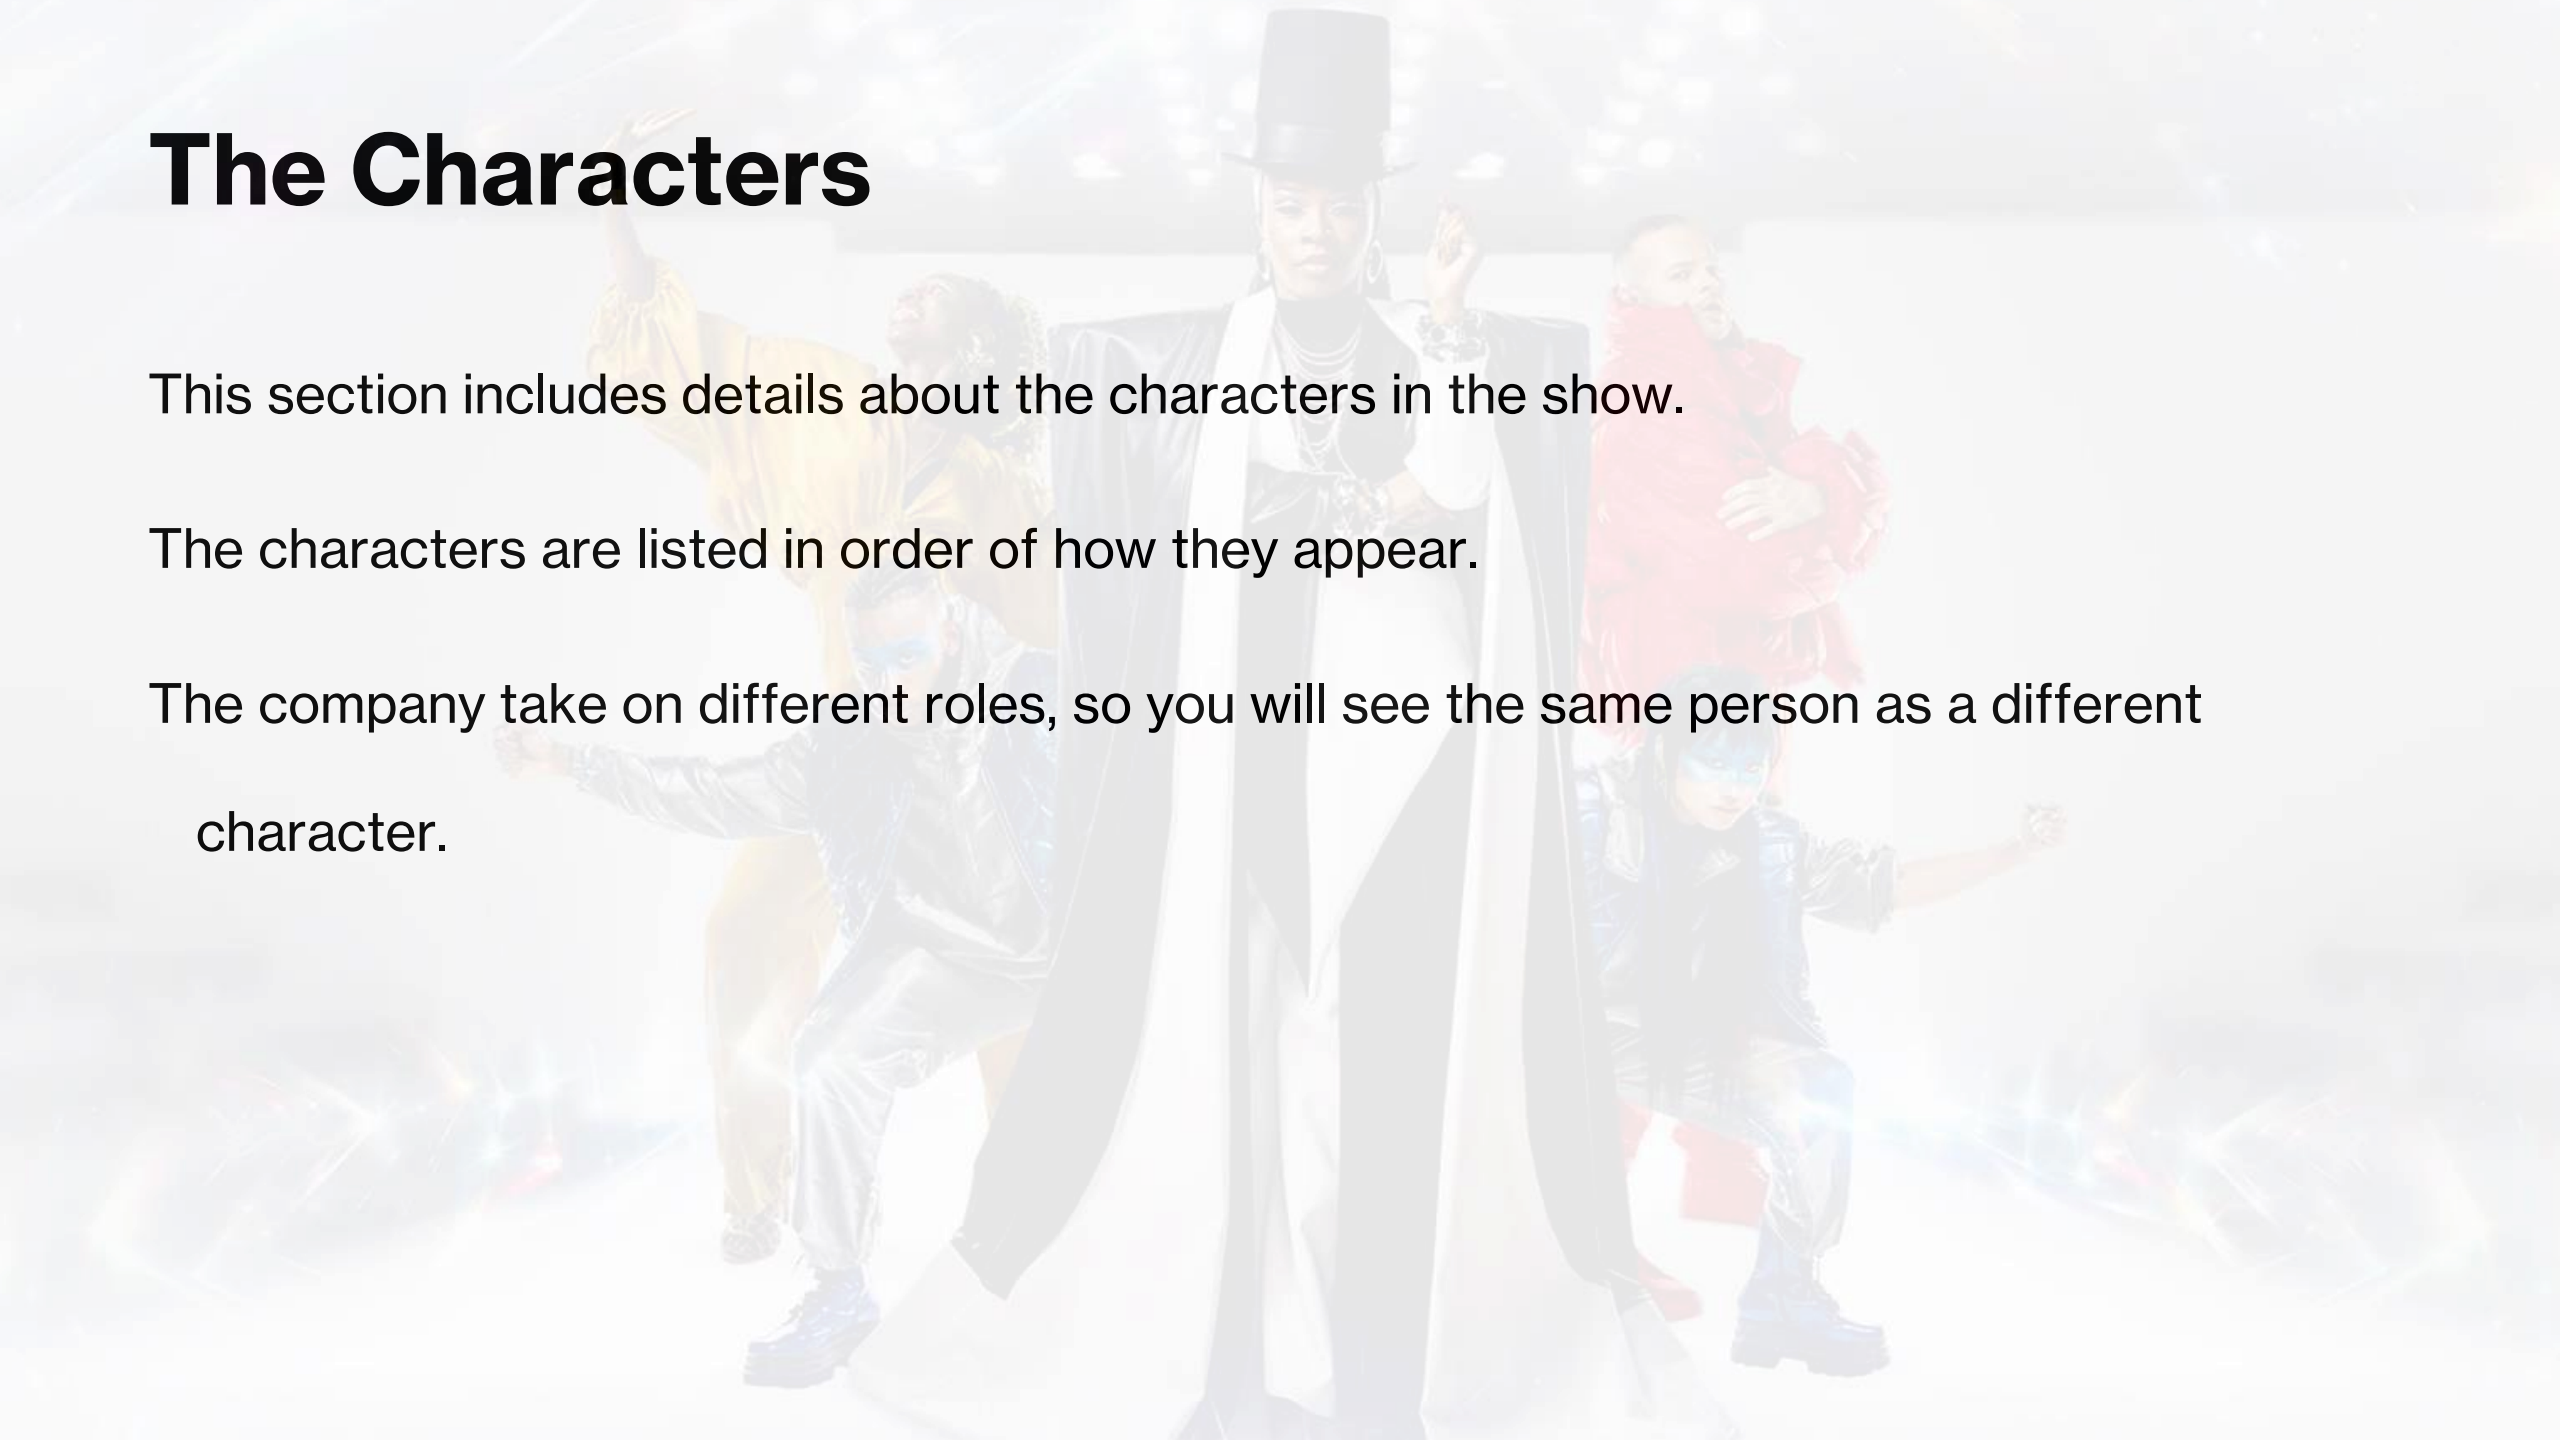 The Characters
This section includes details about the characters in the show.
The characters are listed in order of how they appear.
The company take on different roles, so you will see the same person as a different
character.